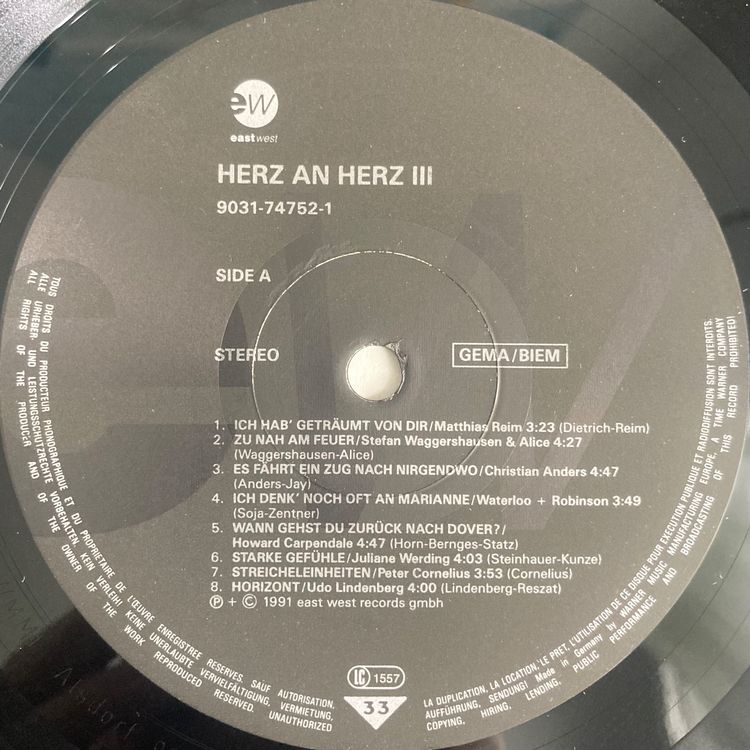 ew
eastwest
HERZ AN HERZ III
9031-74752-1
SIDE A
STEREO
GEMA/BIEM
1. ICH HAB' GETRÄUMT VON DIR/Matthias Reim 3:23 (Dietrich-Reim)
2. ZU NAH AM FEUER/Stefan Waggershausen & Alice 4:27
(Waggershausen-Alice)
3. ES FÄHRT EIN ZUG NACH NIRGENDWO/Christian Anders 4:47
(Anders-Jay)
4. ICH DENK' NOCH OFT AN MARIANNE/Waterloo + Robinson 3:49
(Soja-Zentner)
5. WANN GEHST DU ZURÜCK NACH DOVER?/
Howard Carpendale 4:47 (Horn-Bernges-Statz)
6. STARKE GEFÜHLE/Juliane Werding 4:03 (Steinhauer-Kunze)
7. STREICHELEINHEITEN/Peter Cornelius 3:53 (Cornelius)
8. HORIZONT/Udo Lindenberg 4:00 (Lindenberg-Reszat)
Ⓟ + © 1991 east west records gmbh
LC 1557
33
TOUS DROITS DU PRODUCTEUR PHONOGRAPHIQUE ET DU PROPRIETAIRE DE L'ŒUVRE ENREGISTREE RESERVES. SAUF AUTORISATION, LA DUPLICATION, LA LOCATION, LE PRET, L'UTILISATION DE CE DISQUE POUR EXECUTION PUBLIQUE ET RADIODIFFUSION SONT INTERDITS.
ALLE URHEBER- UND LEISTUNGSSCHUTZRECHTE VORBEHALTEN. KEIN VERLEIH! KEINE UNERLAUBTE VERVIELFÄLTIGUNG, VERMIETUNG, AUFFÜHRUNG, SENDUNG! Made in Germany by WARNER MUSIC MANUFACTURING EUROPE, A TIME WARNER COMPANY
ALL RIGHTS OF THE PRODUCER AND OF THE OWNER OF THE WORK REPRODUCED RESERVED. UNAUTHORIZED COPYING, HIRING, LENDING, PUBLIC PERFORMANCE AND BROADCASTING OF THIS RECORD PROHIBITED!
Alsdorf